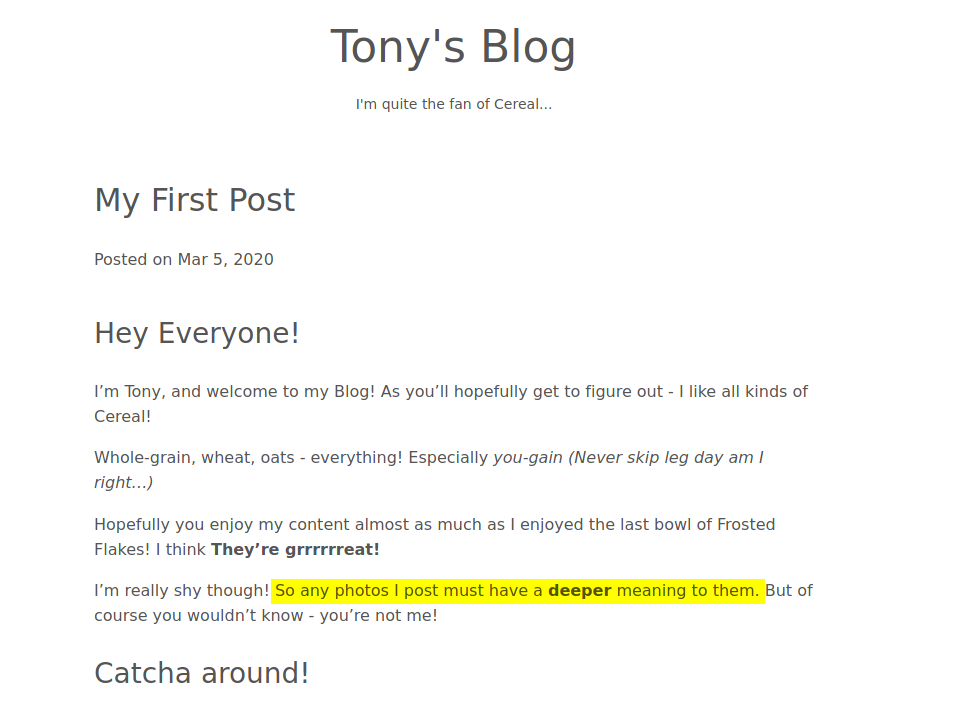 Tony's Blog
I'm quite the fan of Cereal...
My First Post
Posted on Mar 5, 2020
Hey Everyone!
I’m Tony, and welcome to my Blog! As you’ll hopefully get to figure out - I like all kinds of
Cereal!
Whole-grain, wheat, oats - everything! Especially you-gain (Never skip leg day am I
right…)
Hopefully you enjoy my content almost as much as I enjoyed the last bowl of Frosted
Flakes! I think They’re grrrrrreat!
I’m really shy though! So any photos I post must have a deeper meaning to them. But of
course you wouldn’t know - you’re not me!
Catcha around!